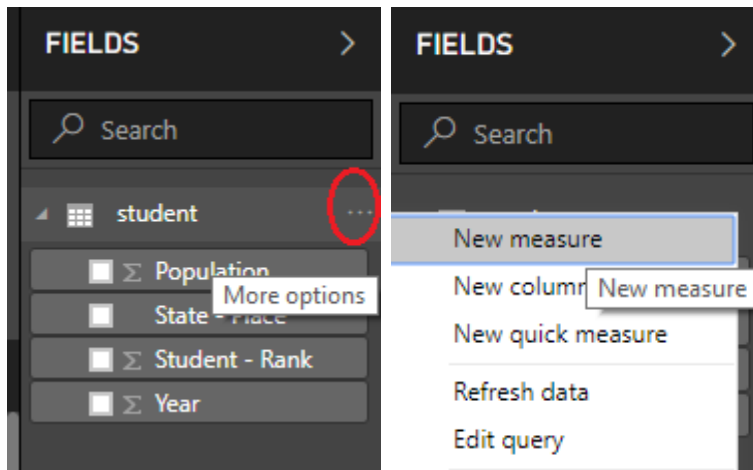 FIELDS
Search
student
Population
More options
State - Place
Student - Rank
Year
FIELDS
Search
New measure
New column
New measure
New quick measure
Refresh data
Edit query